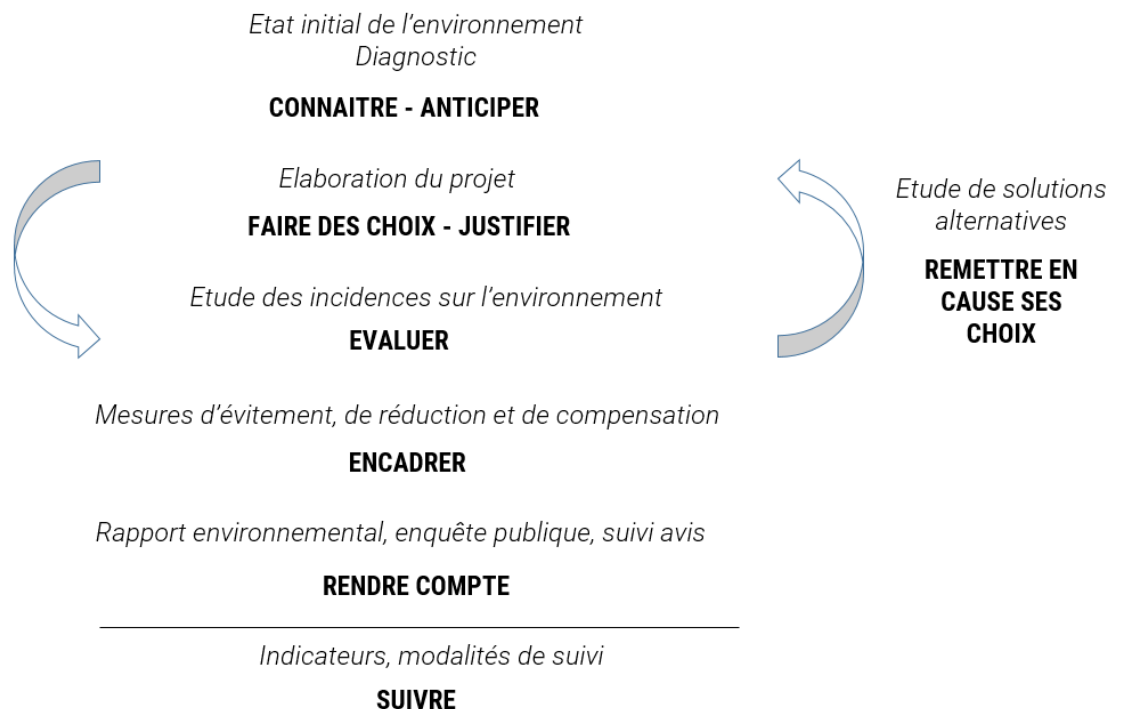 Etat initial de l’environnement
Diagnostic
CONNAITRE - ANTICIPER
Elaboration du projet
FAIRE DES CHOIX - JUSTIFIER
Etude des incidences sur l’environnement
EVALUER
Etude de solutions
alternatives
REMETTRE EN
CAUSE SES
CHOIX
Mesures d’évitement, de réduction et de compensation
ENCADRER
Rapport environnemental, enquête publique, suivi avis
RENDRE COMPTE
Indicateurs, modalités de suivi
SUIVRE